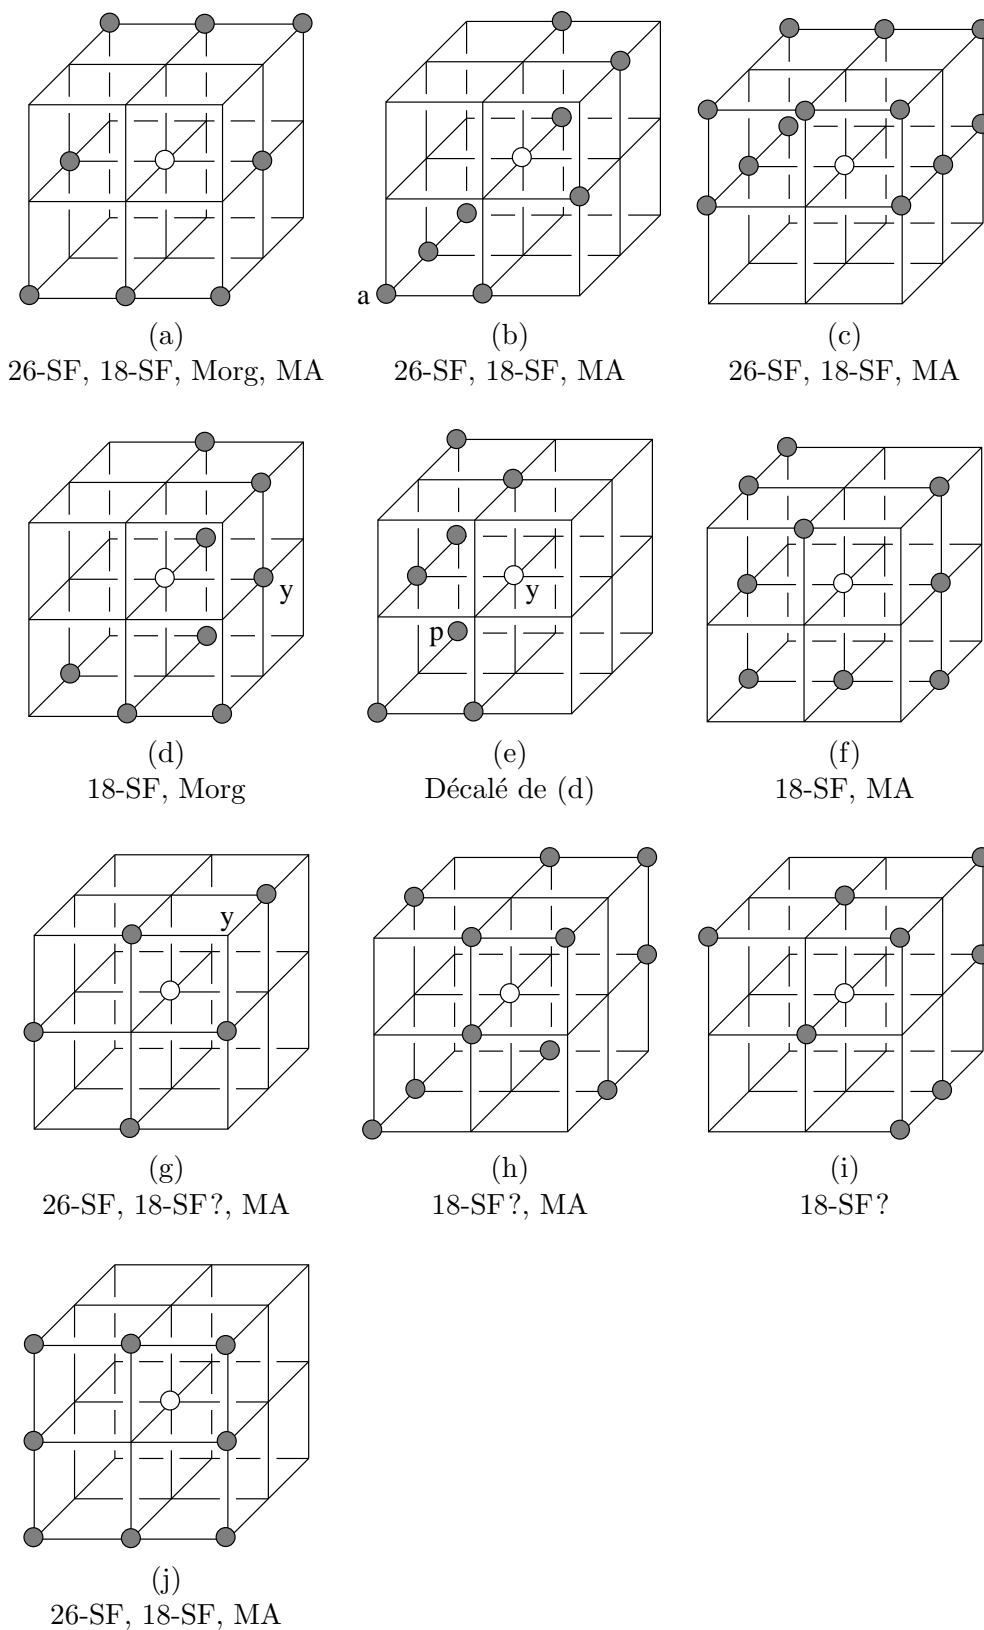 a
(a) (b) (c)
26-SF, 18-SF, Morg, MA 26-SF, 18-SF, MA 26-SF, 18-SF, MA
y p y
(d) (e) (f)
18-SF, Morg Décalé de (d) 18-SF, MA
y
(g) (h) (i)
26-SF, 18-SF?, MA 18-SF?, MA 18-SF?
(j)
26-SF, 18-SF, MA